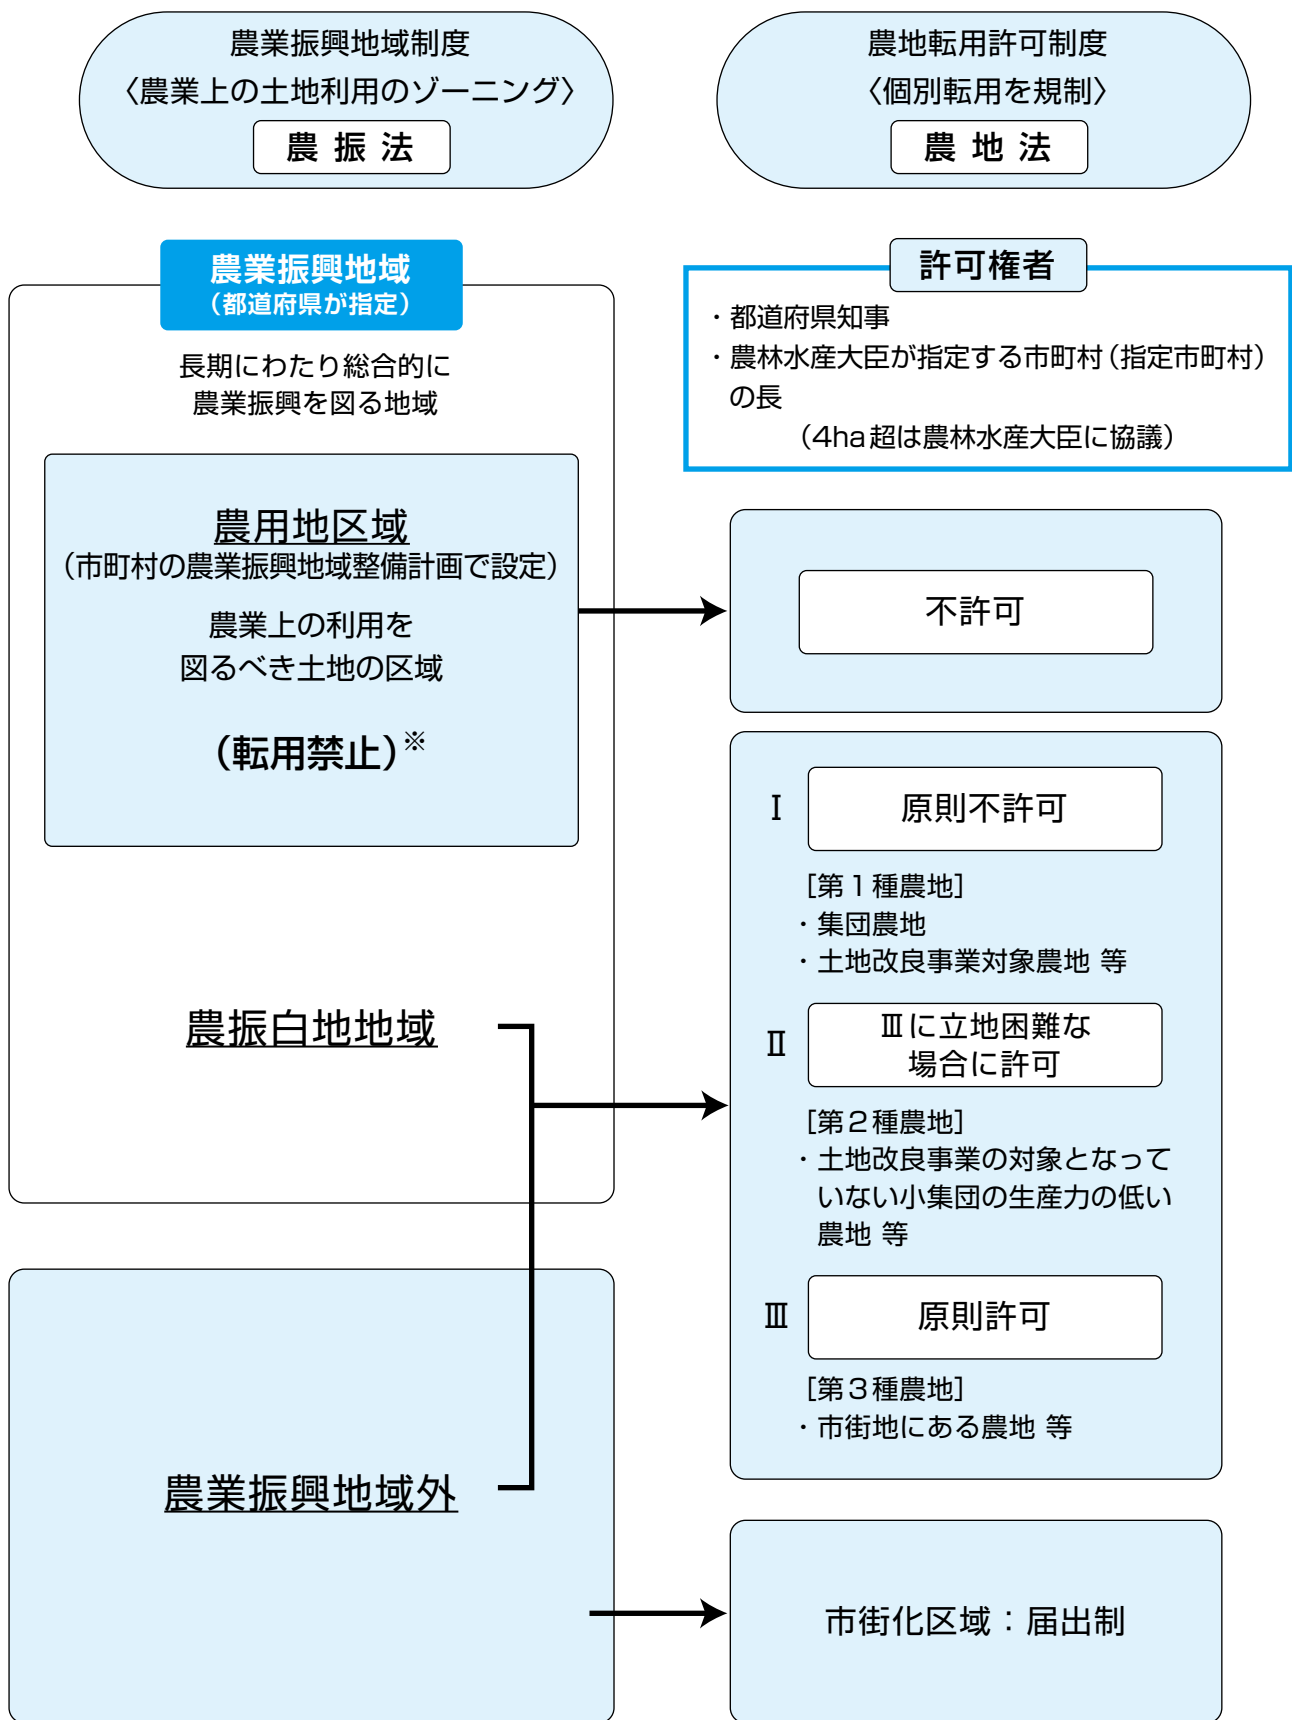 農業振興地域制度
〈農業上の土地利用のゾーニング〉
農振法
農地転用許可制度
〈個別転用を規制〉
農地法
農業振興地域
（都道府県が指定）
長期にわたり総合的に
農業振興を図る地域
農用地区域
（市町村の農業振興地域整備計画で設定）
農業上の利用を
図るべき土地の区域
（転用禁止）※
農振白地地域
農業振興地域外
許可権者
・都道府県知事
・農林水産大臣が指定する市町村（指定市町村）
の長
（4ha超は農林水産大臣に協議）
不許可
Ⅰ 原則不許可
［第１種農地］
・集団農地
・土地改良事業対象農地 等
Ⅱ Ⅲに立地困難な
場合に許可
［第２種農地］
・土地改良事業の対象となって
いない小集団の生産力の低い
農地 等
Ⅲ 原則許可
［第３種農地］
・市街地にある農地 等
市街化区域：届出制